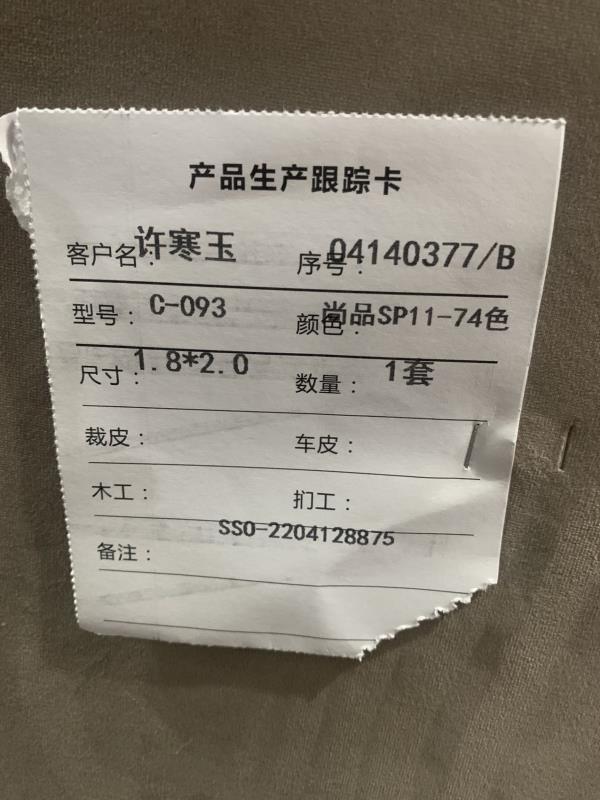 产品生产跟踪卡
客户名：许寒玉 序号：04140377/B
型号：C-093 颜色：尚品SP11-74色
尺寸：1.8*2.0 数量：1套
裁皮： 车皮：
木工： 扪工：
SSO-2204128875
备注：